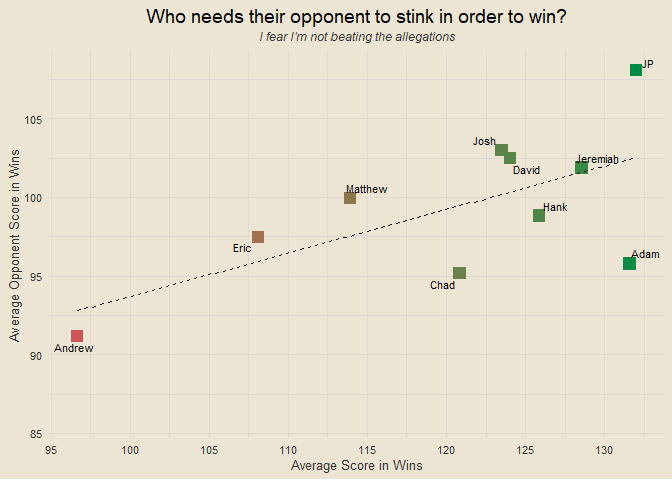 Who needs their opponent to stink in order to win?
I fear I'm not beating the allegations
JP
105
Josh
David
Jeremiah
Matthew
100
Hank
Eric
Adam
95
Chad
Andrew
90
85
95
100
105
110
115
120
125
130
Average Score in Wins
Average Opponent Score in Wins